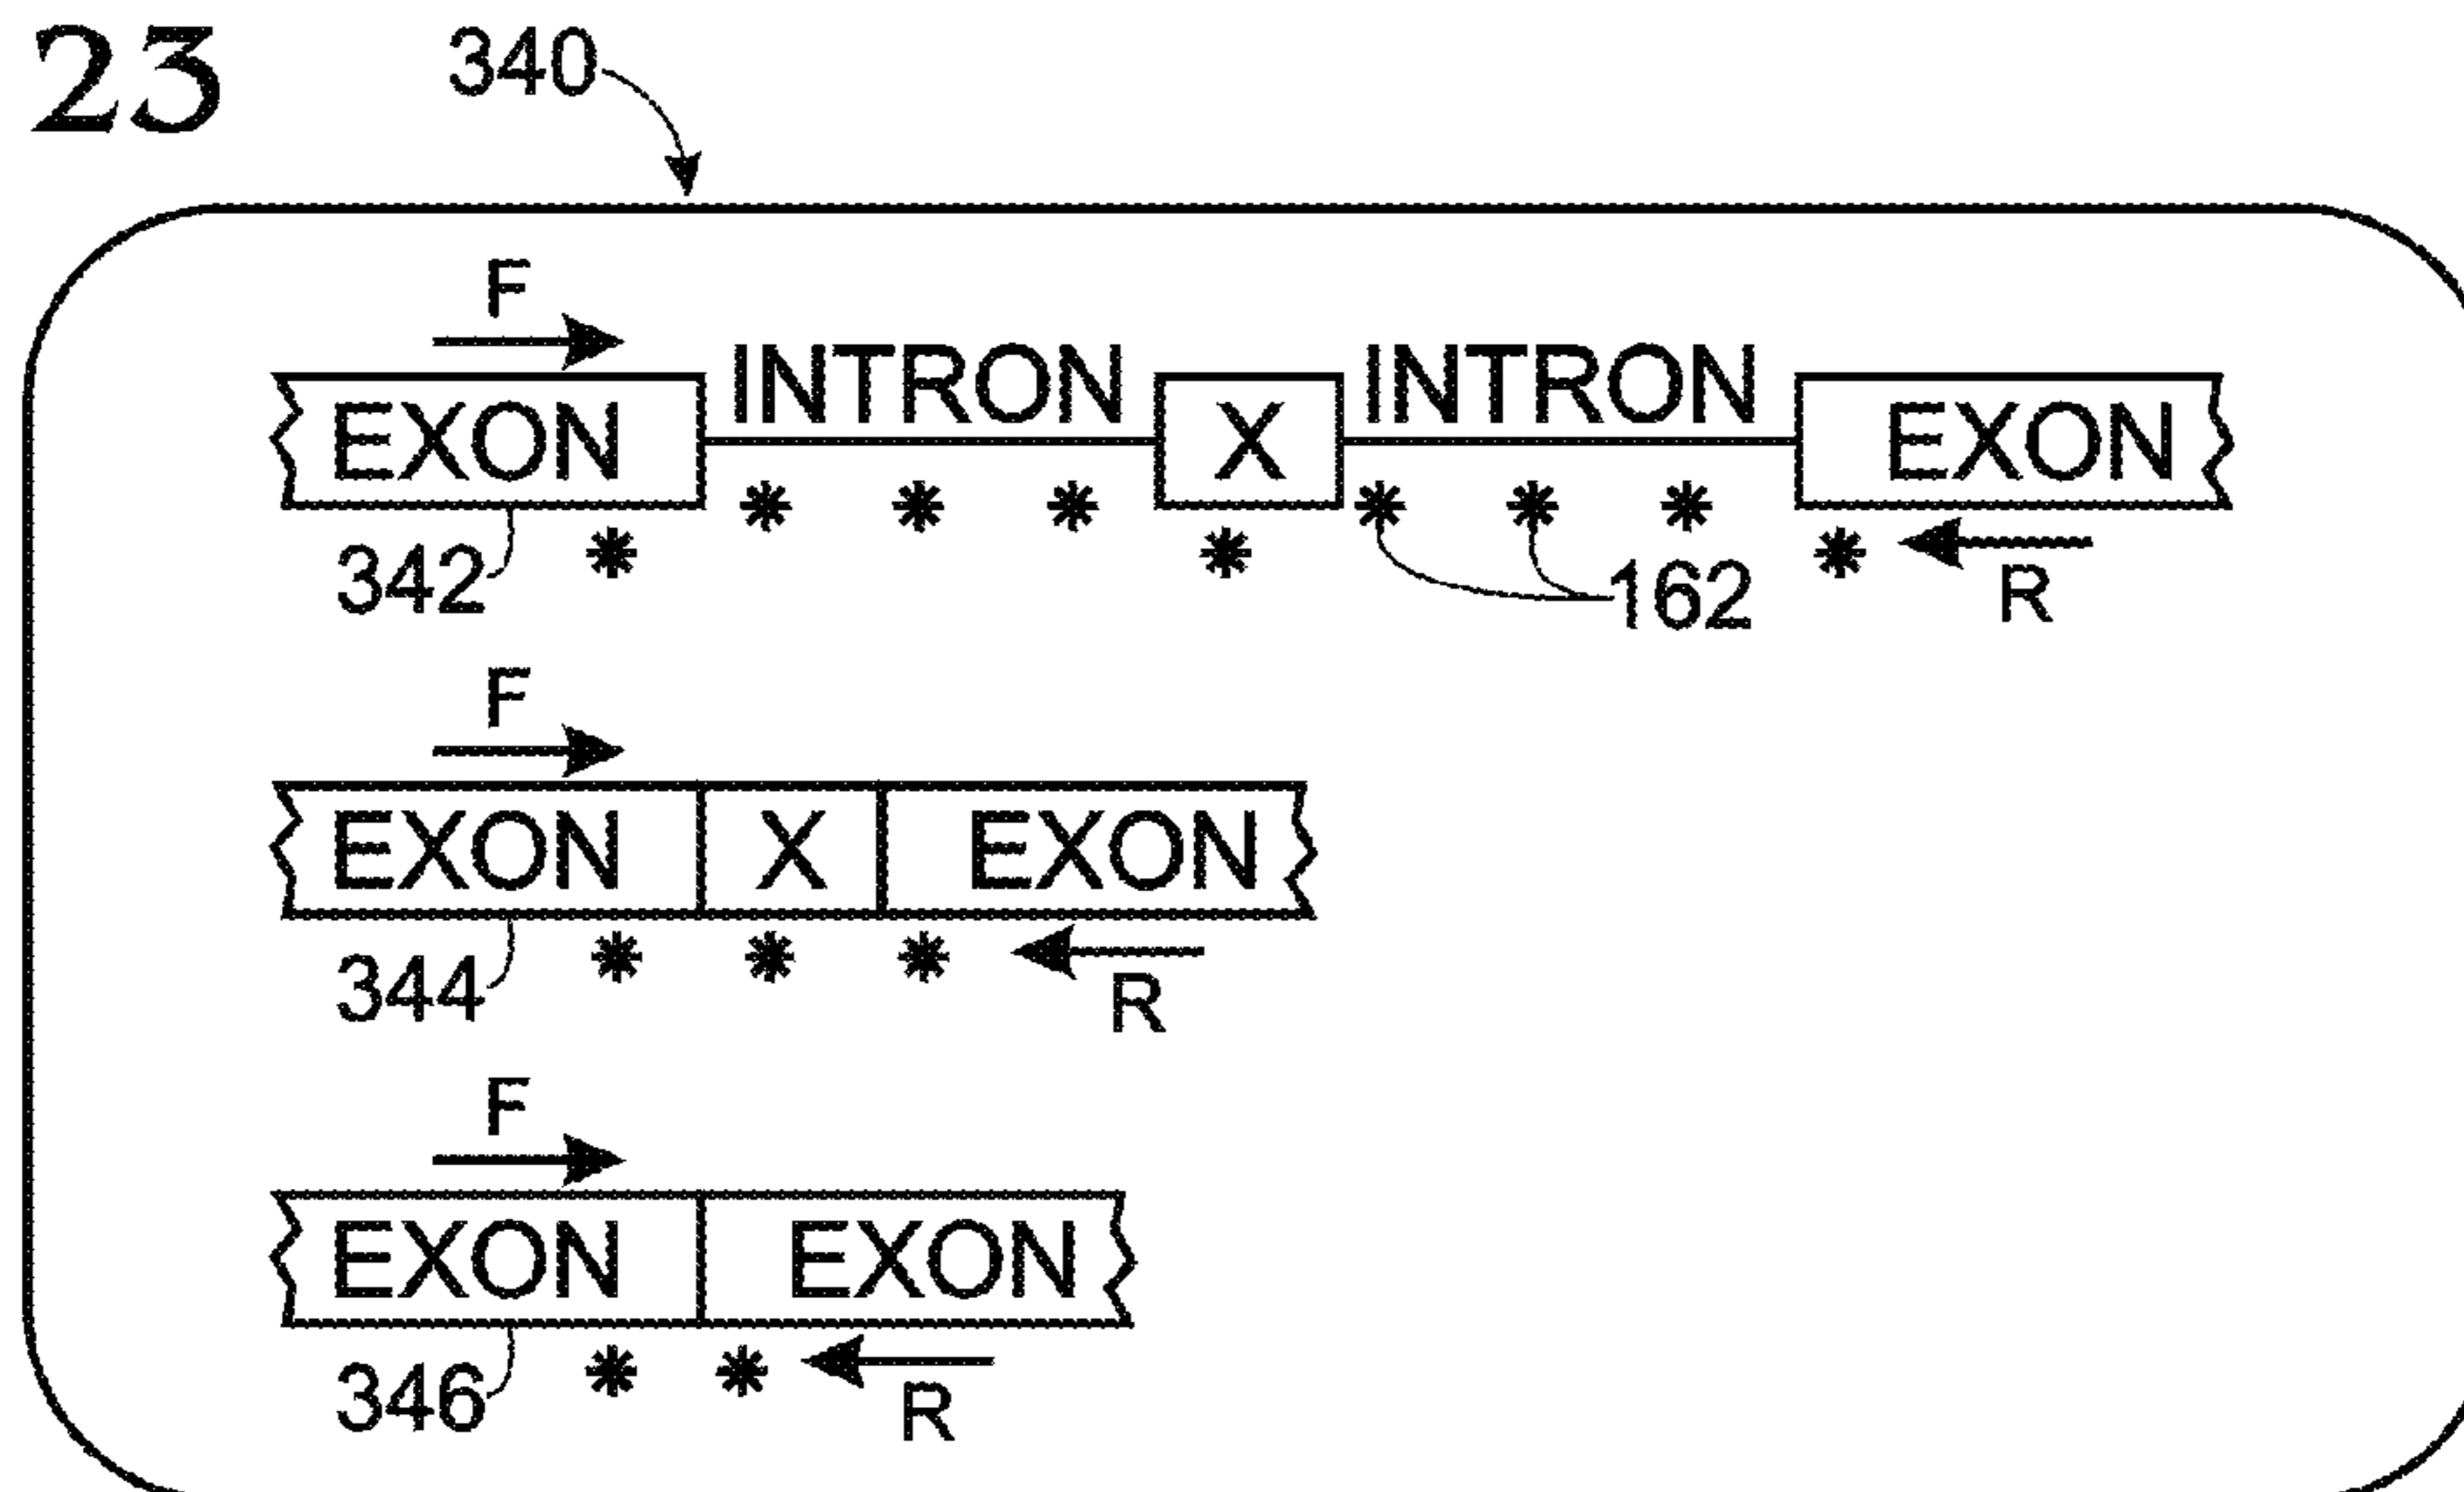 23
340
F
INTRON INTRON
EXON X EXON
* * * * * *
* * *
342 162 R
F
EXON X EXON
* * *
344 R
F
EXON EXON
* *
346 R